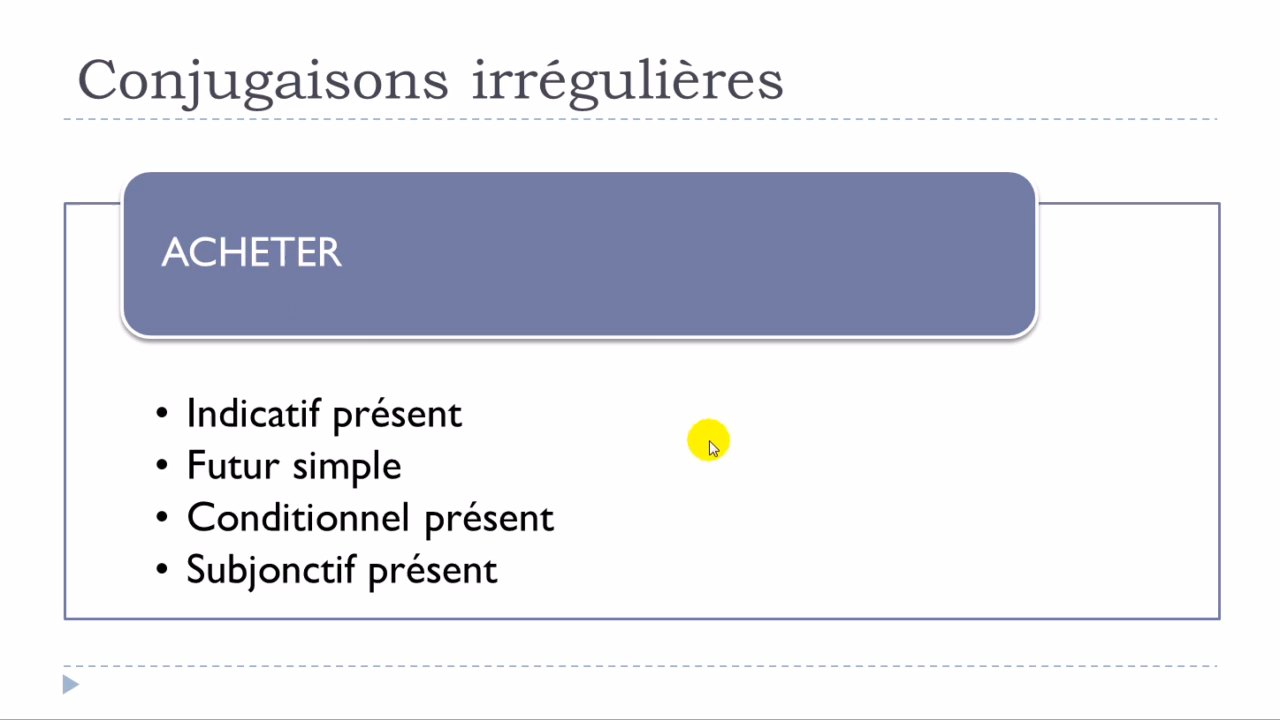 Conjugaisons irrégulières
ACHETER
• Indicatif présent
• Futur simple
• Conditionnel présent
• Subjonctif présent